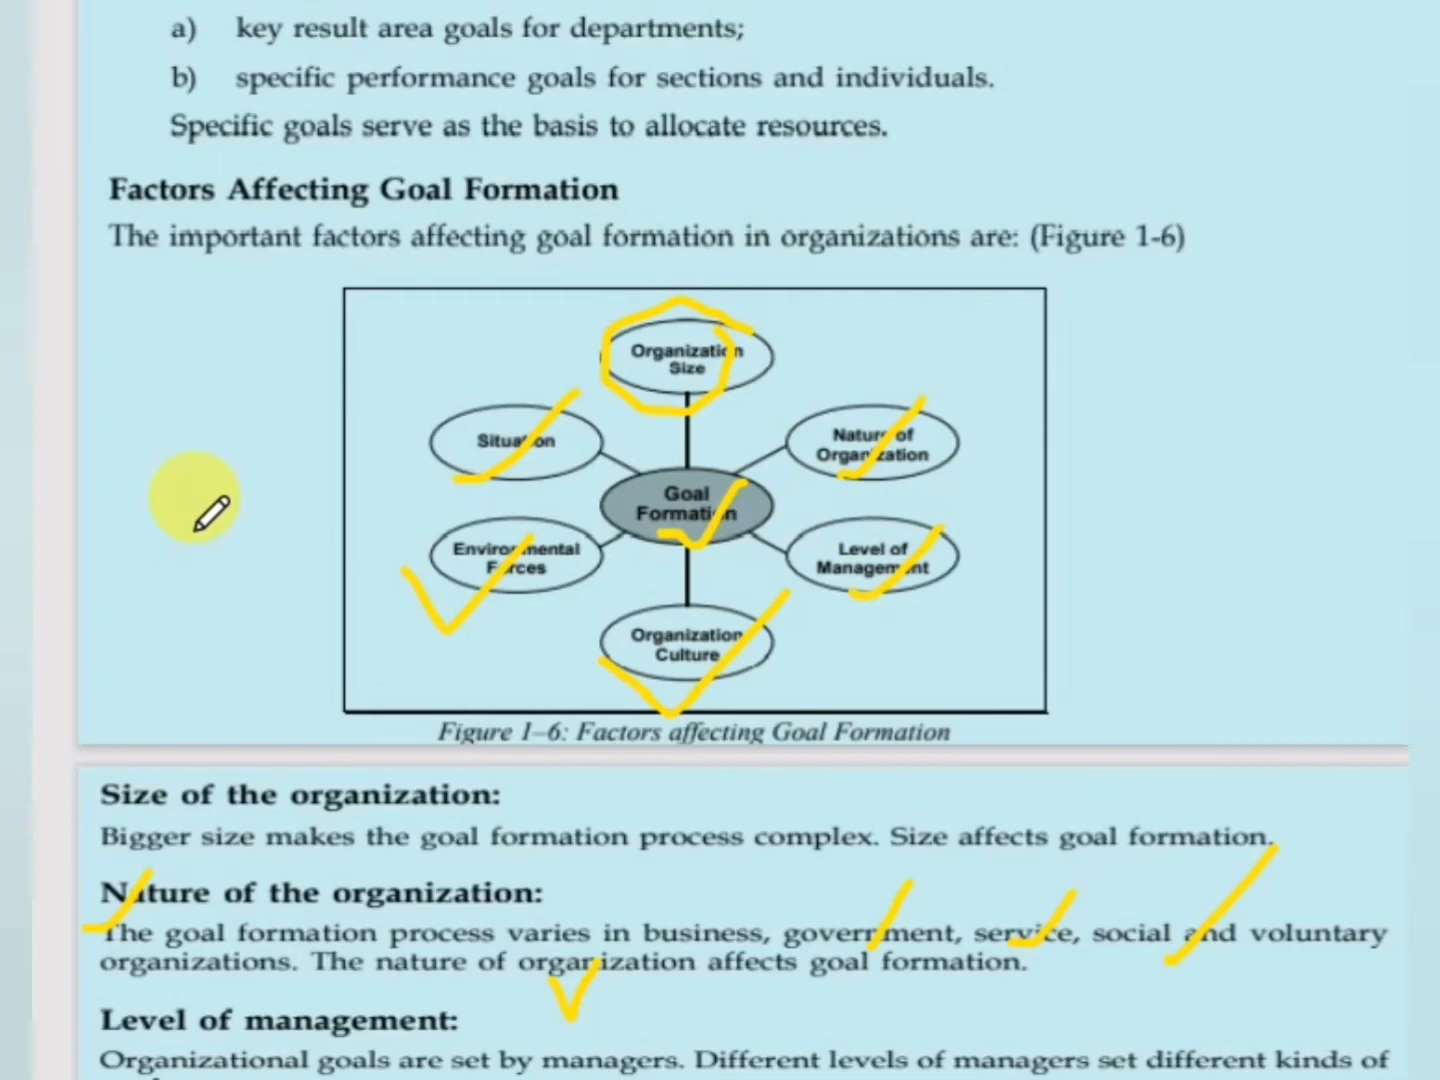 a) key result area goals for departments;
b) specific performance goals for sections and individuals.
Specific goals serve as the basis to allocate resources.
Factors Affecting Goal Formation
The important factors affecting goal formation in organizations are: (Figure 1-6)
Organization
Size
Situation
Nature of
Organization
Goal
Formation
Environmental
Forces
Level of
Management
Organization
Culture
Figure 1–6: Factors affecting Goal Formation
Size of the organization:
Bigger size makes the goal formation process complex. Size affects goal formation.
Nature of the organization:
The goal formation process varies in business, government, service, social and voluntary
organizations. The nature of organization affects goal formation.
Level of management:
Organizational goals are set by managers. Different levels of managers set different kinds of